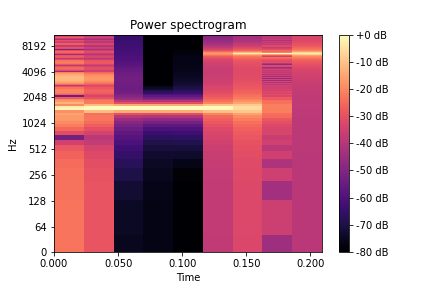 Power spectrogram
8192
4096
2048
1024
512
256
128
64
0
Hz
0.000 0.050 0.100 0.150 0.200
Time
+0 dB
-10 dB
-20 dB
-30 dB
-40 dB
-50 dB
-60 dB
-70 dB
-80 dB